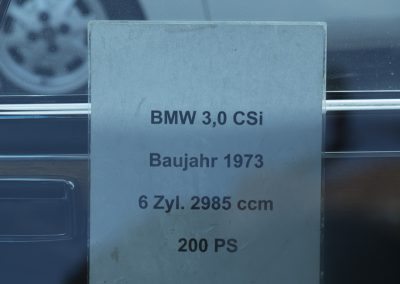 BMW 3,0 CSi
Baujahr 1973
6 Zyl. 2985 ccm
200 PS